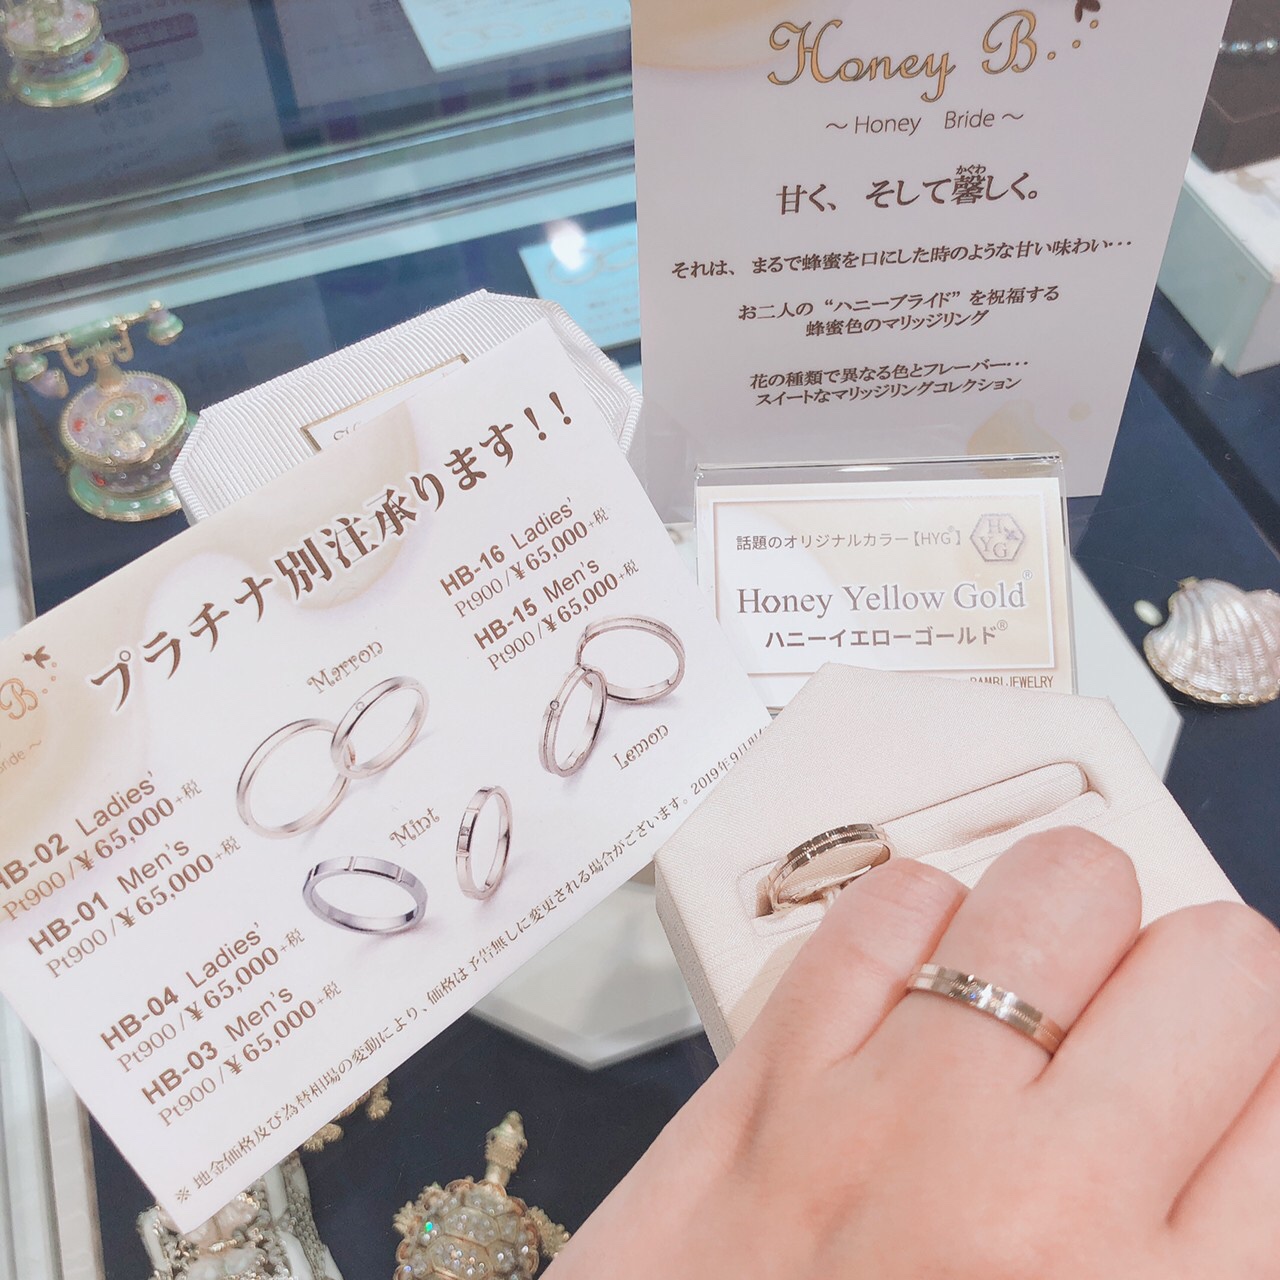 Honey B...
～Honey Bride～
甘く、そして馨しく。
かぐわ
それは、まるで蜂蜜を口にした時のような甘い味わい…
お二人の “ハニーブライド” を祝福する
蜂蜜色のマリッジリング
花の種類で異なる色とフレーバー…
スイートなマリッジリングコレクション
話題のオリジナルカラー【HYG®】
HYG
Honey Yellow Gold®
ハニーイエローゴールド®
JEWELRY
プラチナ別注承ります!!
HB-16 Ladies'
Pt900/¥65,000+税
HB-15 Men's
Pt900/¥65,000+税
Marron
Lemon
Mint
B...
HB-02 Ladies'
Pt900/¥65,000+税
HB-01 Men's
Pt900/¥65,000+税
HB-04 Ladies'
Pt900/¥65,000+税
HB-03 Men's
Pt900/¥65,000+税
※地金価格及び為替相場の変動により、価格は予告無しに変更される場合がございます。2019年9月